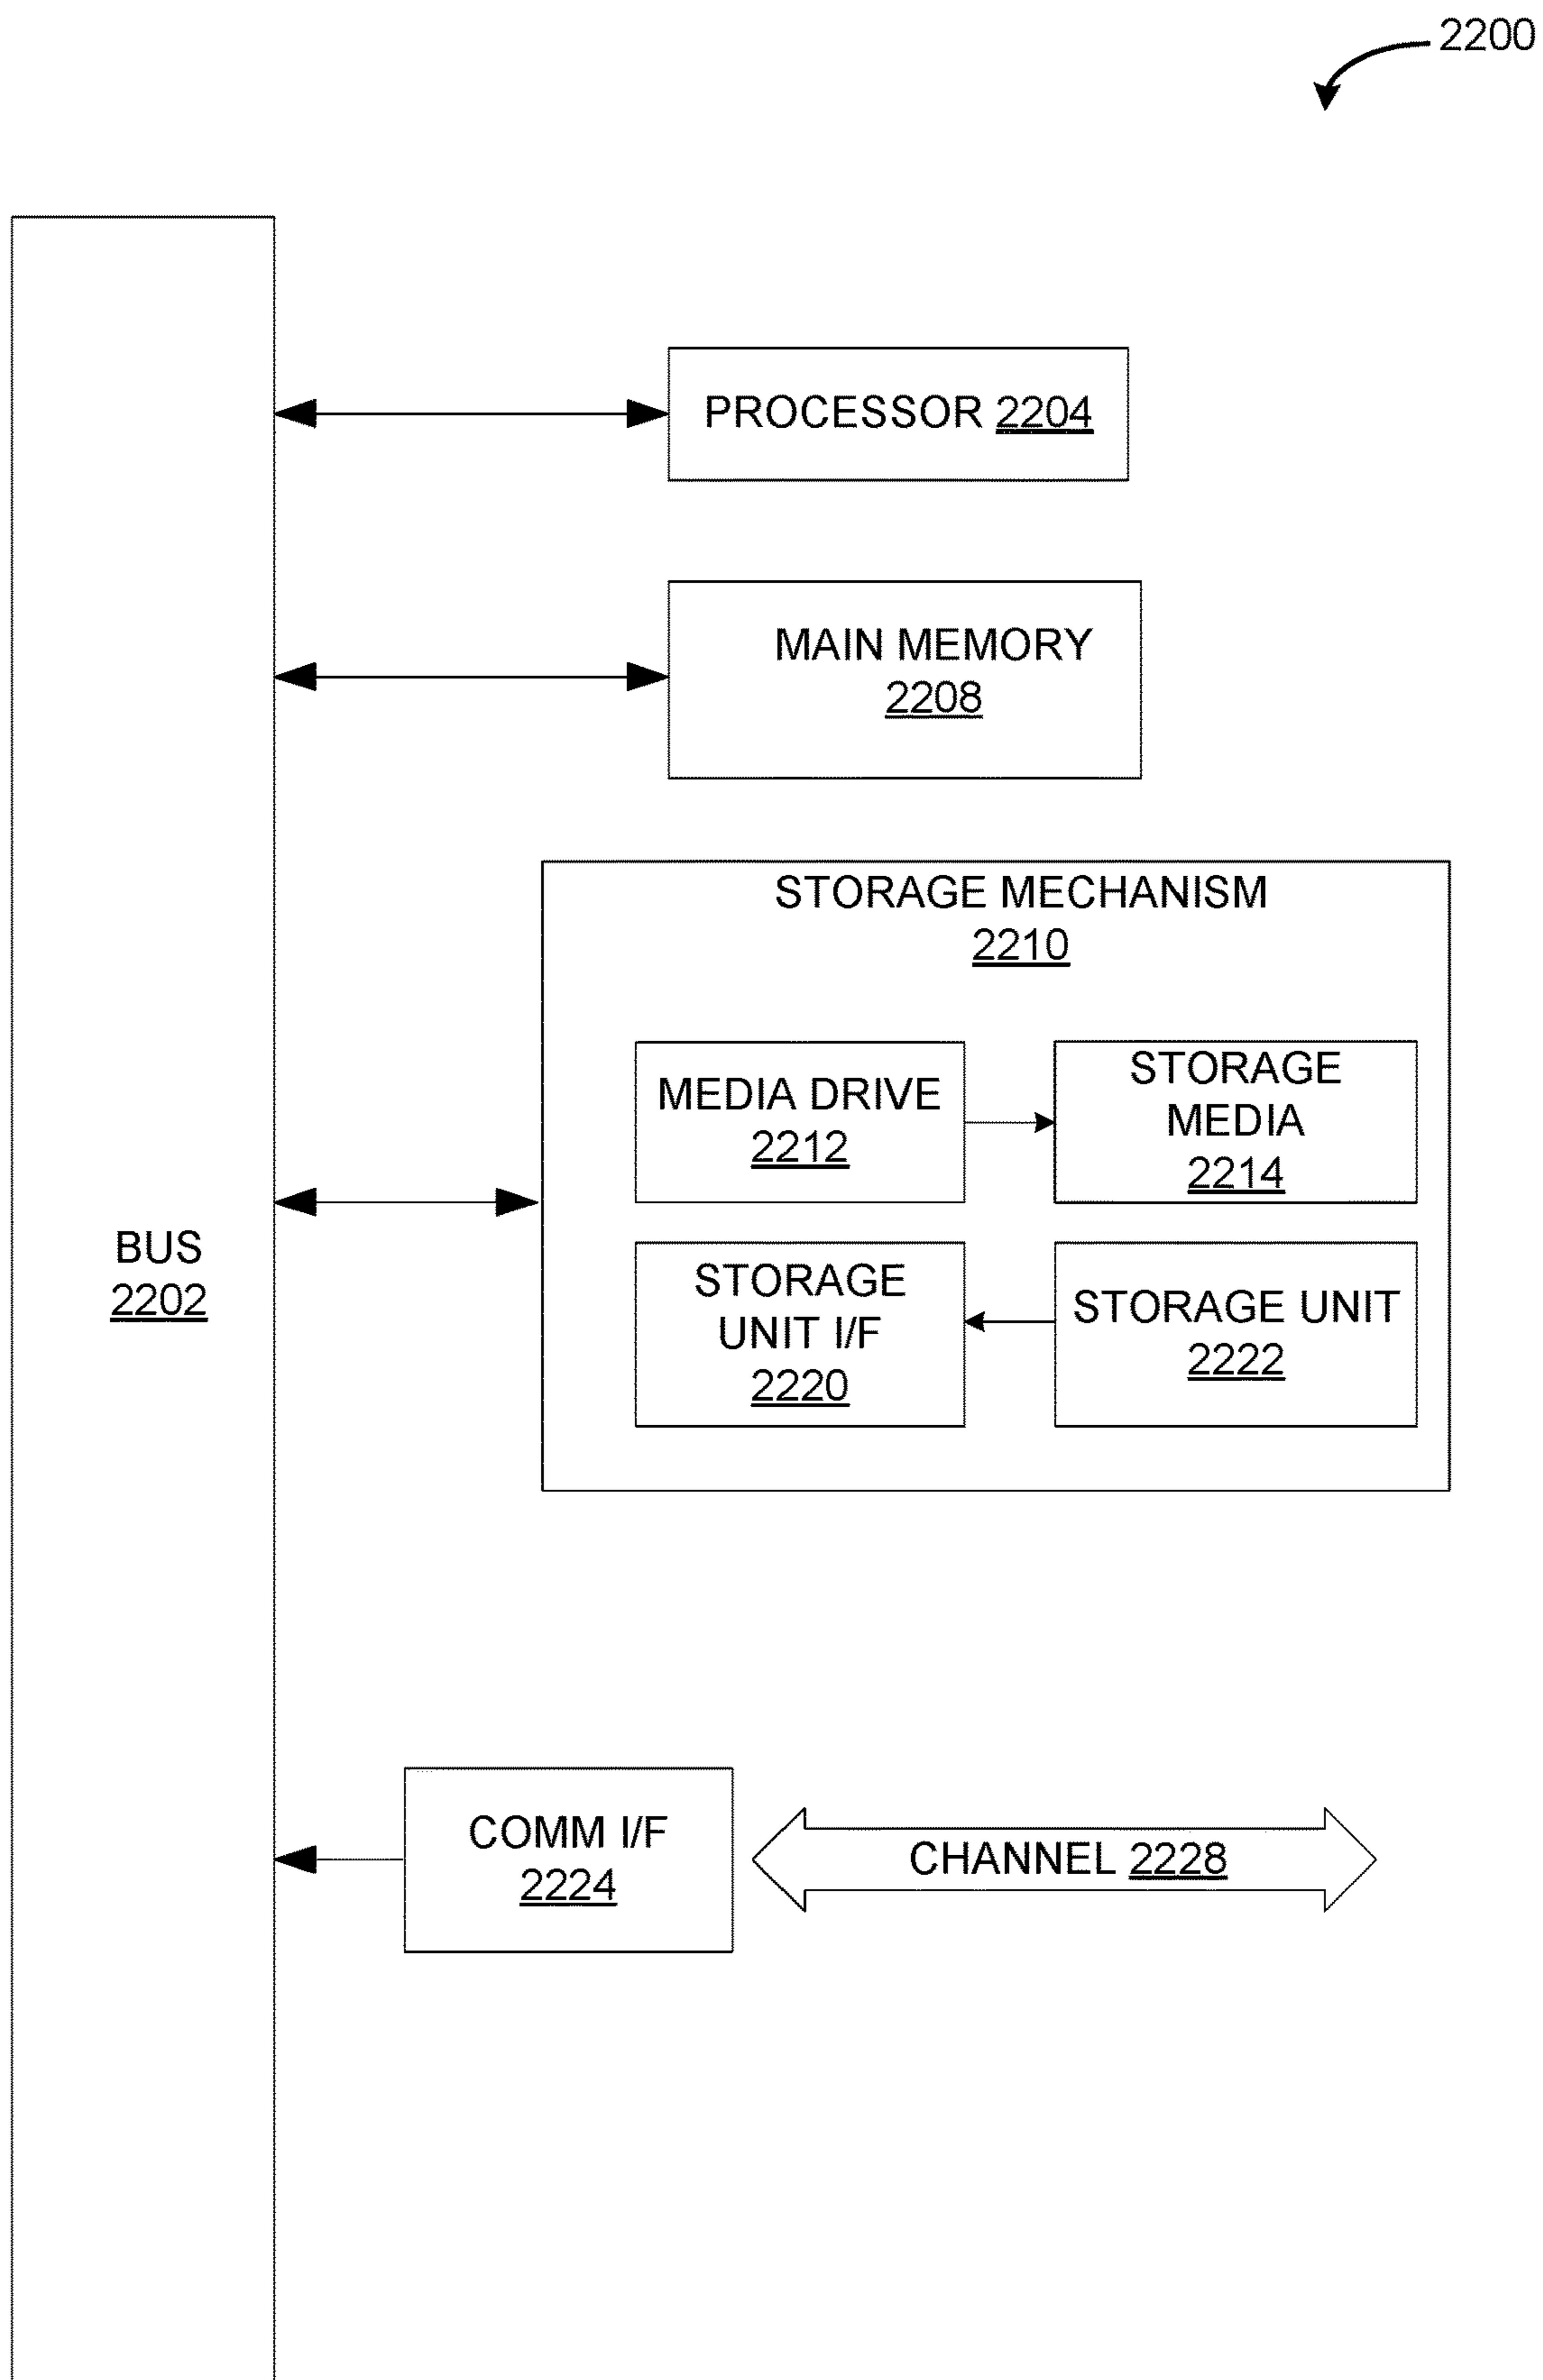 2200
PROCESSOR 2204
MAIN MEMORY
2208
STORAGE MECHANISM
2210
MEDIA DRIVE
2212
STORAGE
MEDIA
2214
BUS
2202
STORAGE
UNIT I/F
2220
STORAGE UNIT
2222
COMM I/F
2224
CHANNEL 2228